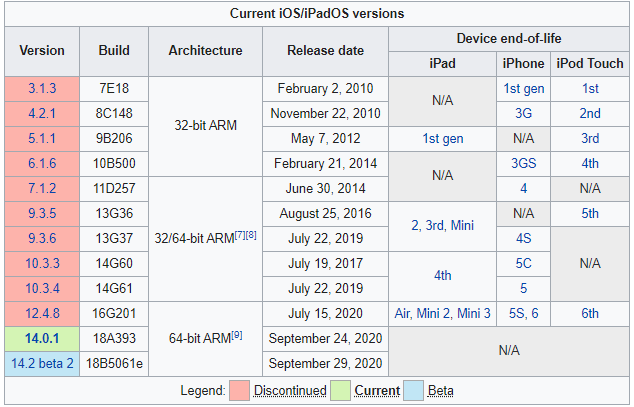 Current iOS/iPadOS versions
Version Build Architecture Release date Device end-of-life
iPad iPhone iPod Touch
3.1.3 7E18 32-bit ARM February 2, 2010 N/A 1st gen 1st
4.2.1 8C148 November 22, 2010 3G 2nd
5.1.1 9B206 May 7, 2012 1st gen N/A 3rd
6.1.6 10B500 February 21, 2014 N/A 3GS 4th
7.1.2 11D257 32/64-bit ARM[7][8] June 30, 2014 4 N/A
9.3.5 13G36 August 25, 2016 2, 3rd, Mini N/A 5th
9.3.6 13G37 July 22, 2019 4S N/A
10.3.3 14G60 July 19, 2017 4th 5C
10.3.4 14G61 July 22, 2019 5
12.4.8 16G201 64-bit ARM[9] July 15, 2020 Air, Mini 2, Mini 3 5S, 6 6th
14.0.1 18A393 September 24, 2020 N/A
14.2 beta 2 18B5061e September 29, 2020
Legend: Discontinued Current Beta